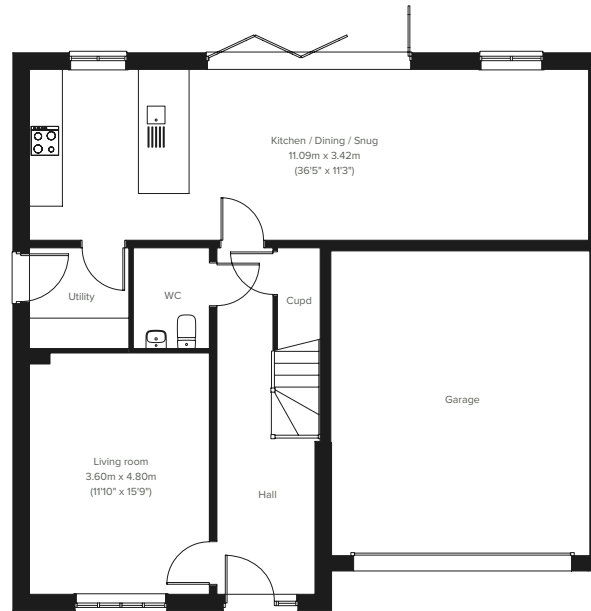 Kitchen / Dining / Snug
11.09m x 3.42m
(36'5" x 11'3")
Utility
WC
Cupd
Garage
Living room
3.60m x 4.80m
(11'10" x 15'9")
Hall